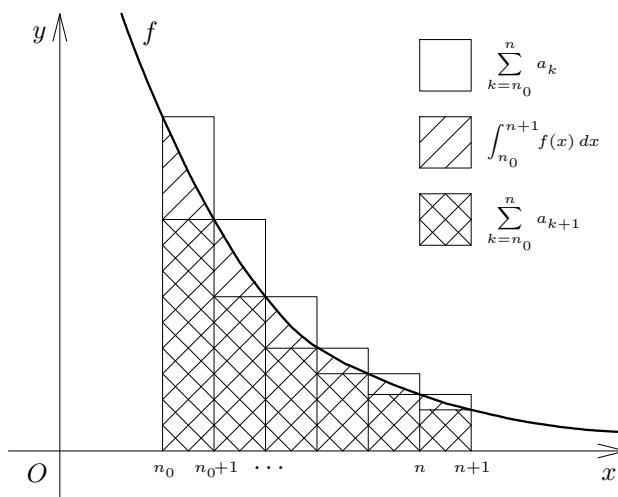 y
f
n
∑ a_k
k=n_0
∫_{n_0}^{n+1} f(x) dx
n
∑ a_{k+1}
k=n_0
O n_0 n_0+1 ··· n n+1 x